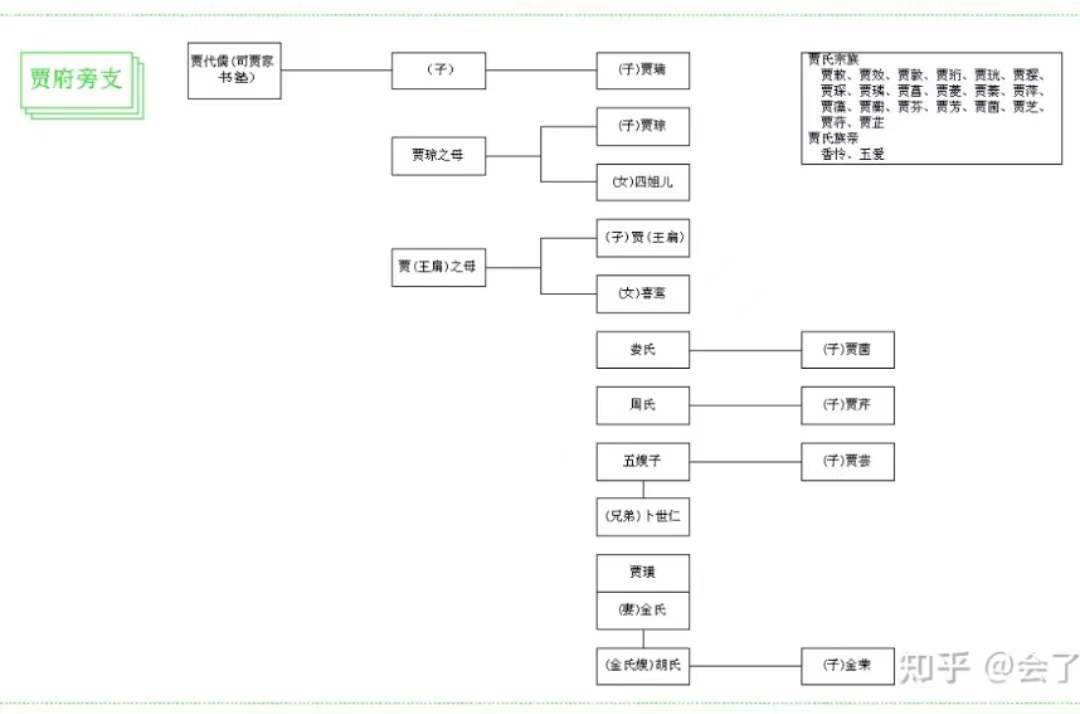 贾府旁支
贾代儒(司贾家
书塾)
(子)
(子)贾瑞
贾琼之母
(子)贾琼
(女)四姐儿
贾(王扁)之母
(子)贾(王扁)
(女)喜鸾
娄氏
(子)贾菌
周氏
(子)贾芹
五嫂子
(子)贾芸
(兄弟)卜世仁
贾璜
(妻)金氏
(金氏嫂)胡氏
(子)金荣
贾氏宗族
贾敕、贾效、贾敦、贾珩、贾珖、贾璎、
贾琛、贾璘、贾菖、贾菱、贾蓁、贾萍、
贾藻、贾蘅、贾芬、贾芳、贾菌、贾芝、
贾荇、贾芷
贾氏族亲
香怜、玉爱
知乎 @会了